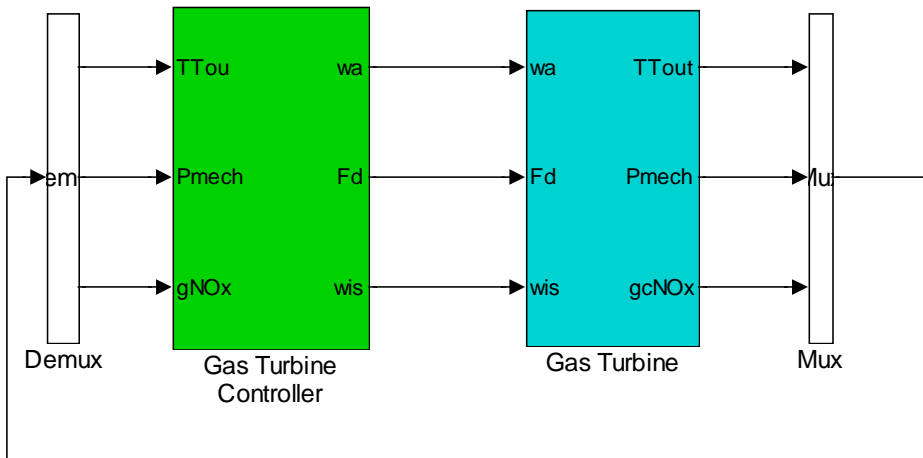 TTou
wa
wa
TTout
em
Pmech
Fd
Fd
Pmech
Mux
gNOx
wis
wis
gcNOx
Demux
Gas Turbine
Controller
Gas Turbine
Mux